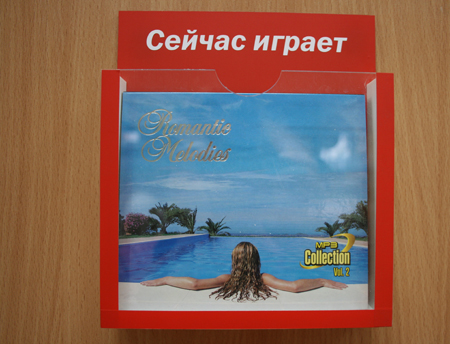 Сейчас играет
Romantic
Melodies
MP3
Collection
Vol. 2